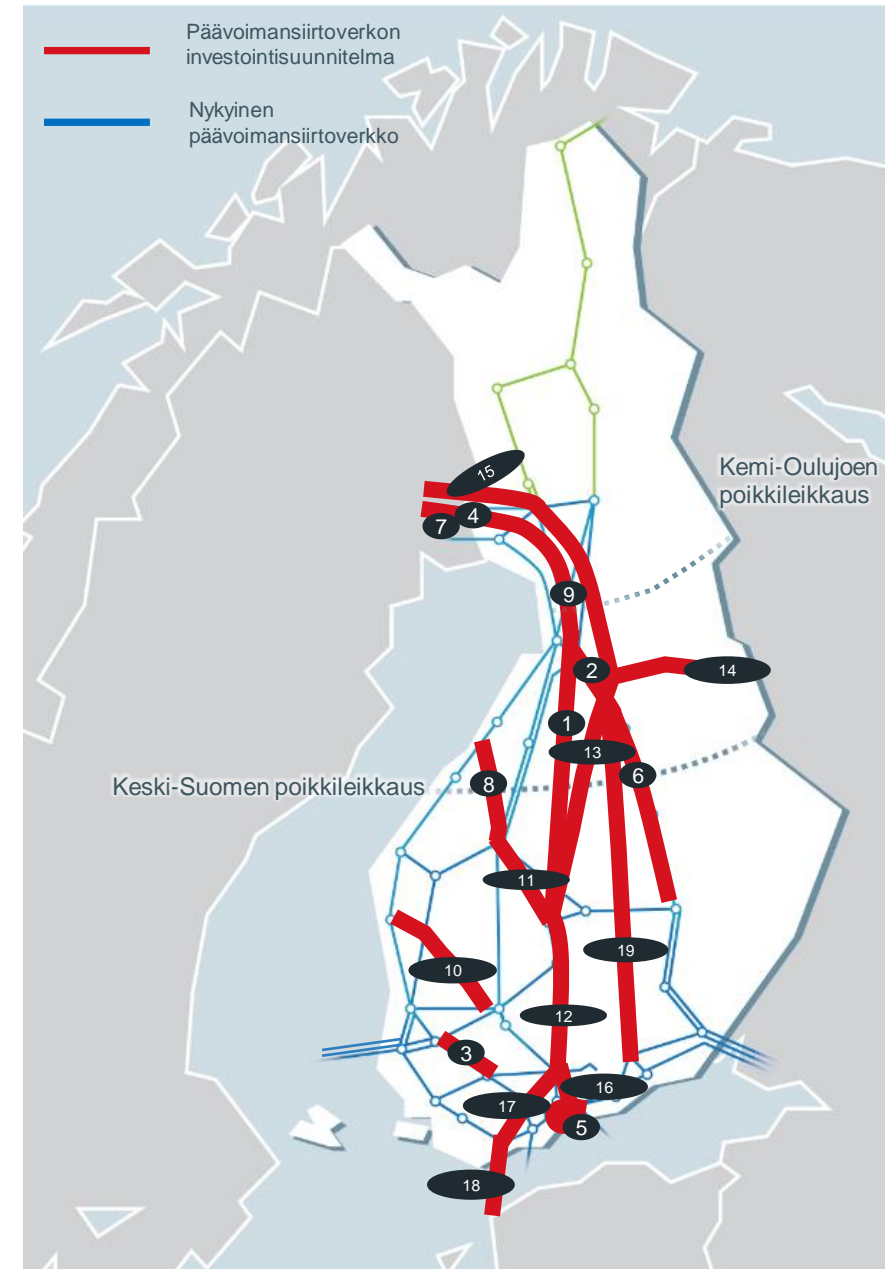 Päävoimansiirtoverkon
investointisuunnitelma
Nykyinen
päävoimansiirtoverkko
15
Kemi-Oulujoen
poikkileikkaus
4
7
9
2
14
1
13
6
Keski-Suomen poikkileikkaus
8
11
19
10
12
3
16
17
5
18